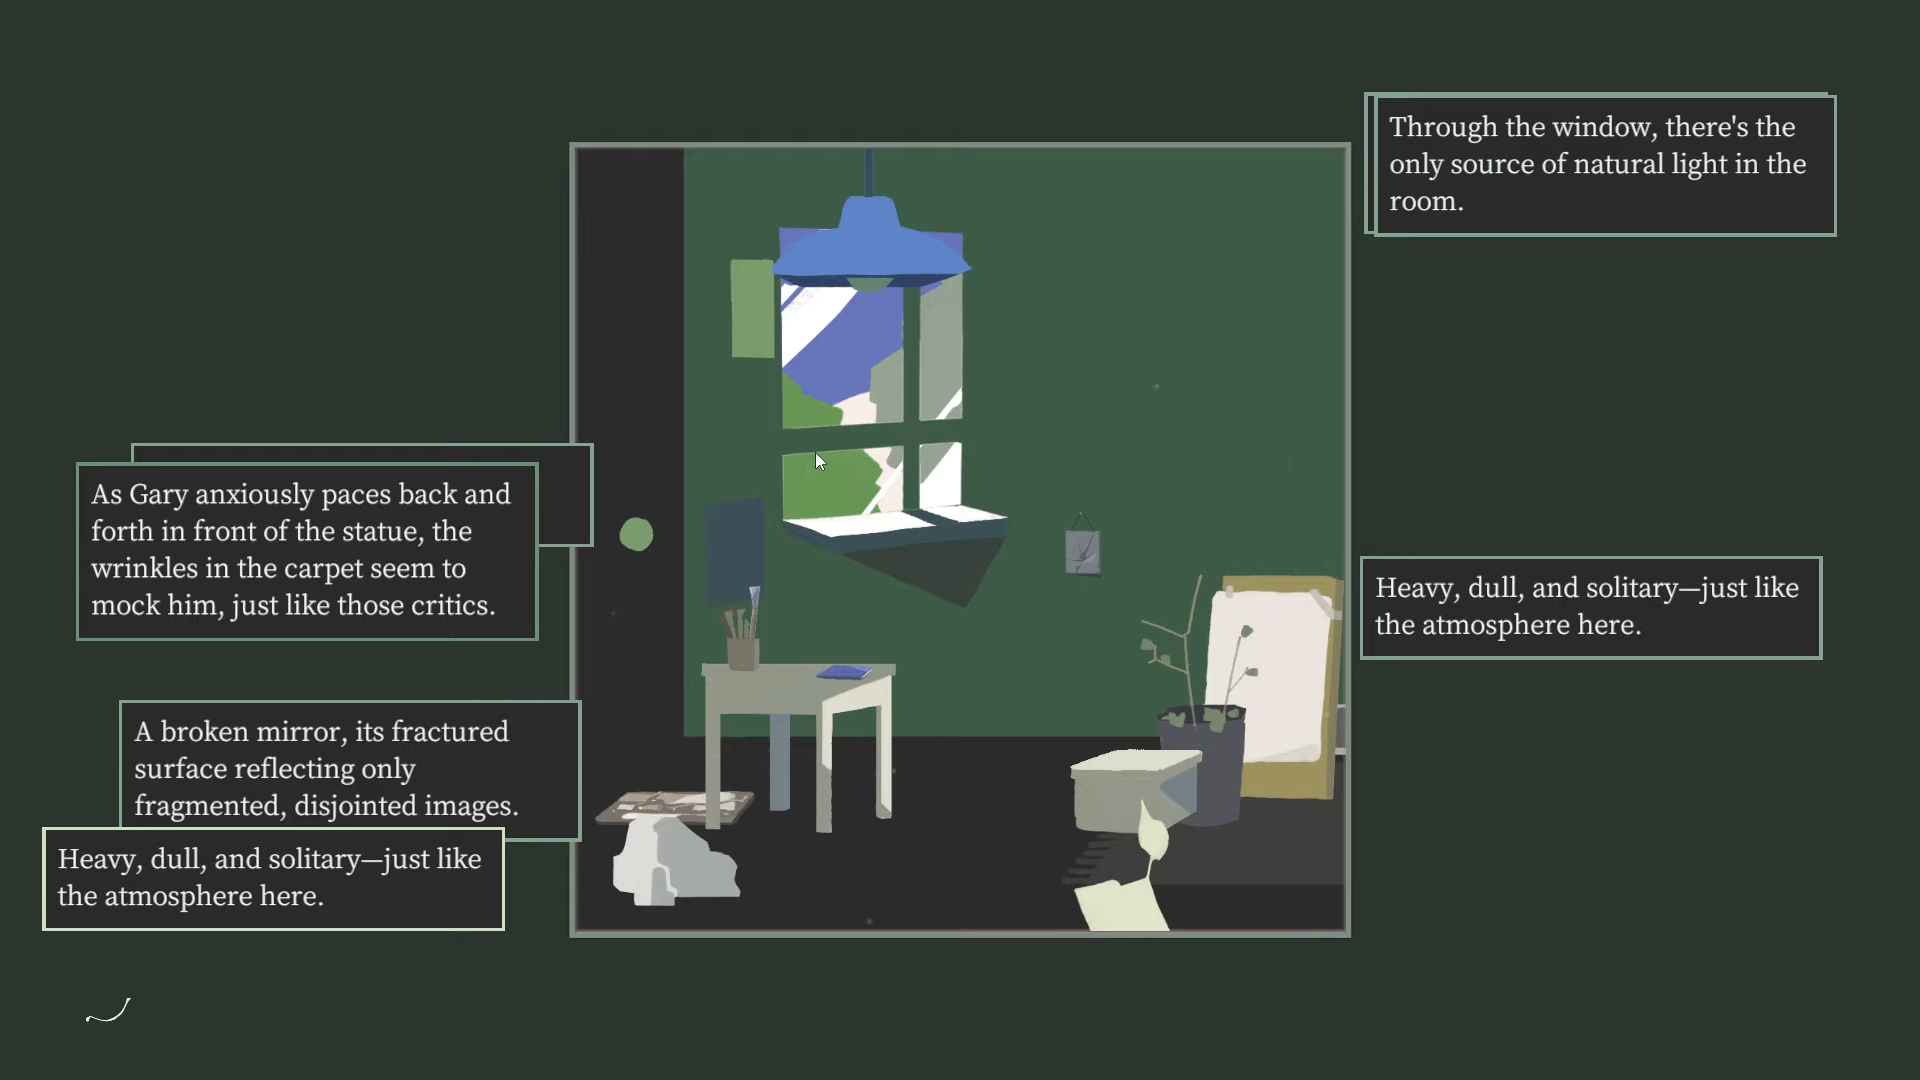 Through the window, there's the
only source of natural light in the
room.
As Gary anxiously paces back and
forth in front of the statue, the
wrinkles in the carpet seem to
mock him, just like those critics.
Heavy, dull, and solitary—just like
the atmosphere here.
A broken mirror, its fractured
surface reflecting only
fragmented, disjointed images.
Heavy, dull, and solitary—just like
the atmosphere here.